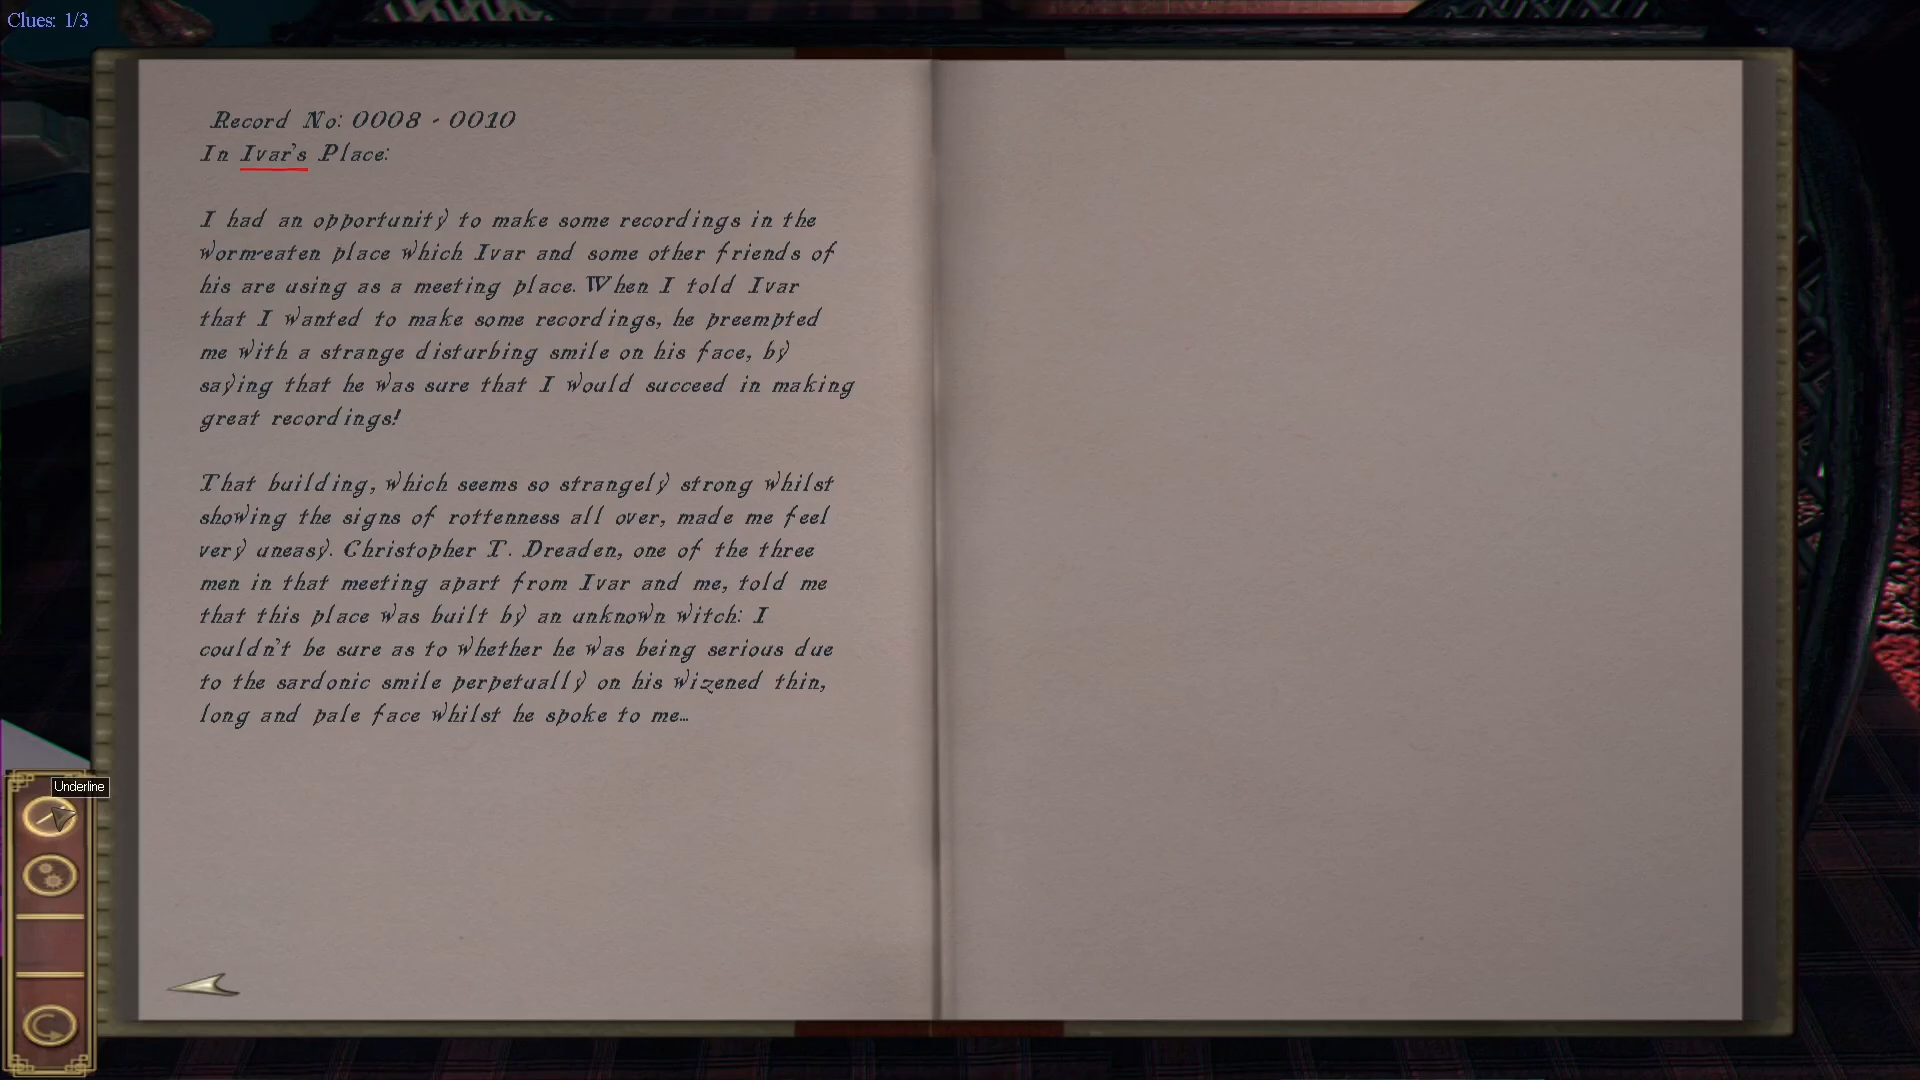 Clues: 1/3
Record No: 0008 - 0010
In Ivar's Place:
I had an opportunity to make some recordings in the
worm-eaten place which Ivar and some other friends of
his are using as a meeting place. When I told Ivar
that I wanted to make some recordings, he preempted
me with a strange disturbing smile on his face, by
saying that he was sure that I would succeed in making
great recordings!
That building, which seems so strangely strong whilst
showing the signs of rottenness all over, made me feel
very uneasy. Christopher T. Dreaden, one of the three
men in that meeting apart from Ivar and me, told me
that this place was built by an unknown witch: I
couldn't be sure as to whether he was being serious due
to the sardonic smile perpetually on his wizened thin,
long and pale face whilst he spoke to me...
Underline